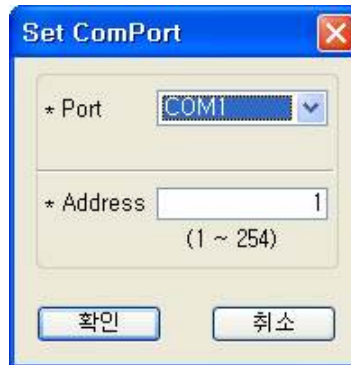 Set ComPort
* Port COM1
* Address 1
(1 ~ 254)
확인 취소